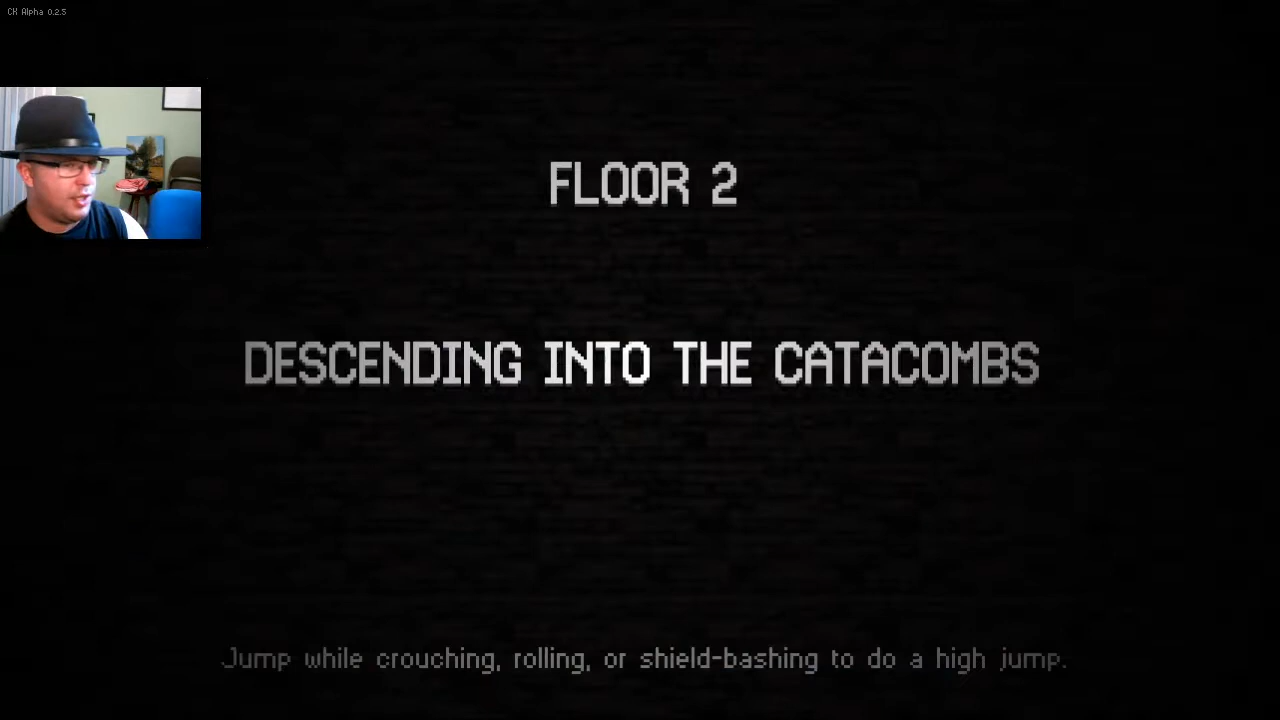 CK Alpha 0.2.5
FLOOR 2
DESCENDING INTO THE CATACOMBS
Jump while crouching, rolling, or shield-bashing to do a high jump.